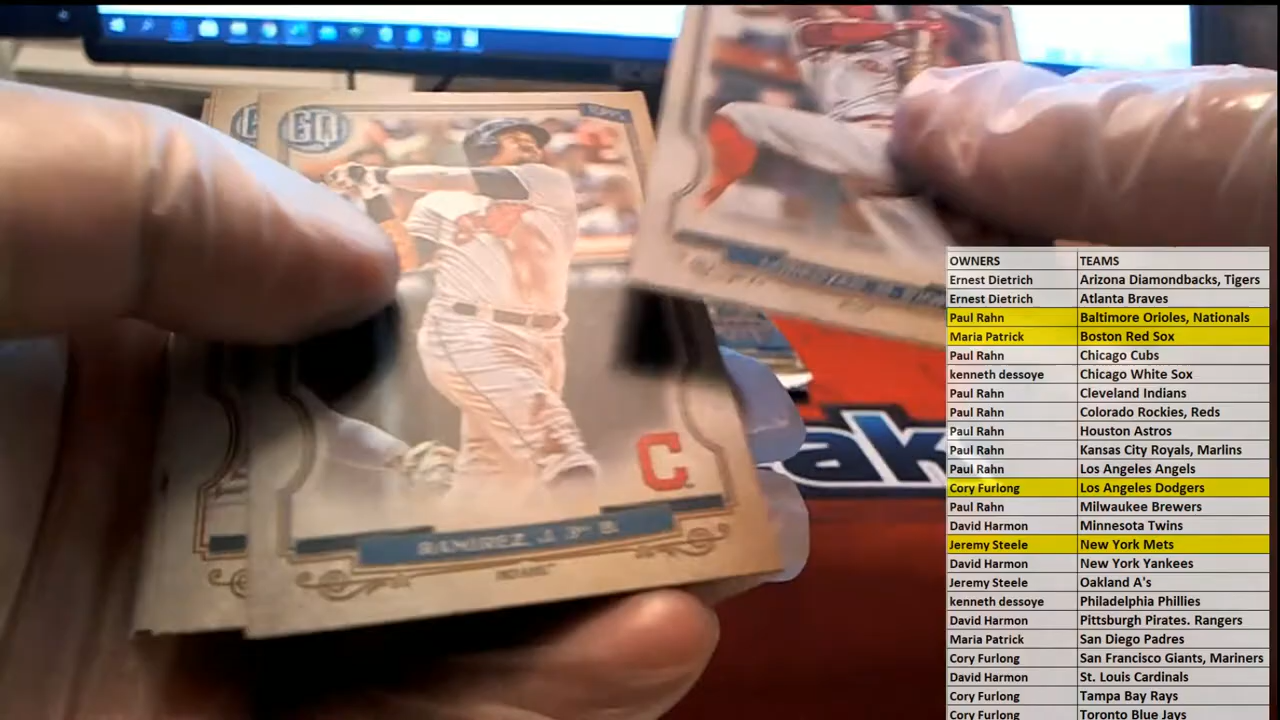 GQ
TOPPS
C
RAMIREZ, J. 3RD B.
INDIANS
eak
OWNERS TEAMS
Ernest Dietrich Arizona Diamondbacks, Tigers
Ernest Dietrich Atlanta Braves
Paul Rahn Baltimore Orioles, Nationals
Maria Patrick Boston Red Sox
Paul Rahn Chicago Cubs
kenneth dessoye Chicago White Sox
Paul Rahn Cleveland Indians
Paul Rahn Colorado Rockies, Reds
Paul Rahn Houston Astros
Paul Rahn Kansas City Royals, Marlins
Paul Rahn Los Angeles Angels
Cory Furlong Los Angeles Dodgers
Paul Rahn Milwaukee Brewers
David Harmon Minnesota Twins
Jeremy Steele New York Mets
David Harmon New York Yankees
Jeremy Steele Oakland A's
kenneth dessoye Philadelphia Phillies
David Harmon Pittsburgh Pirates. Rangers
Maria Patrick San Diego Padres
Cory Furlong San Francisco Giants, Mariners
David Harmon St. Louis Cardinals
Cory Furlong Tampa Bay Rays
Cory Furlong Toronto Blue Jays